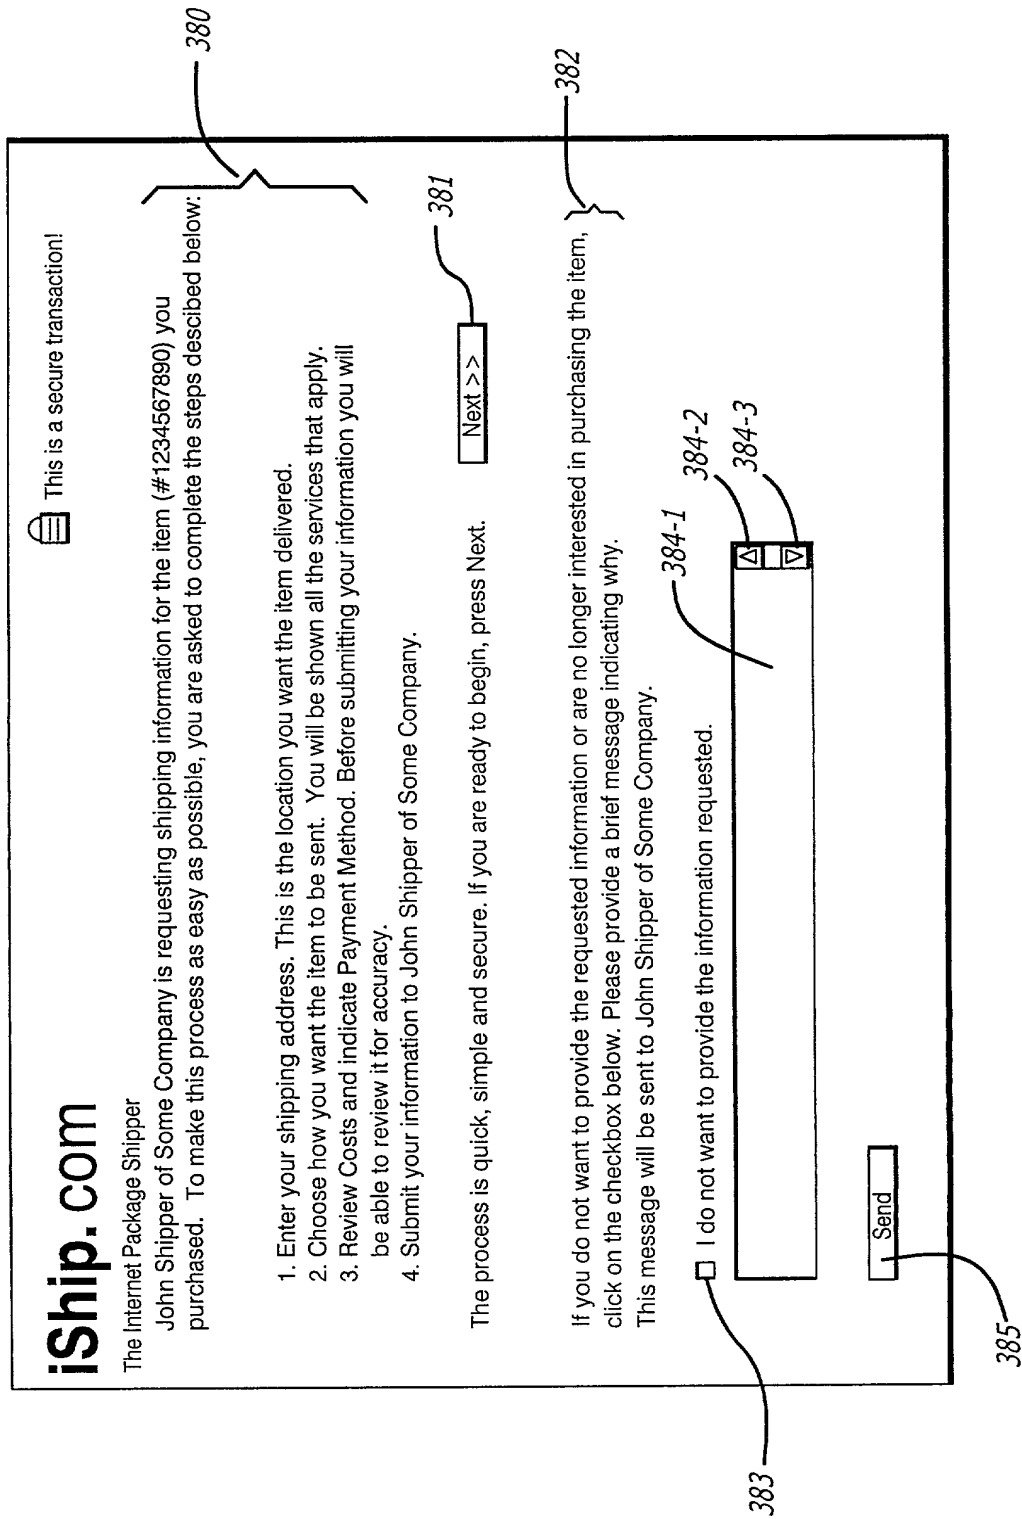 This is a secure transaction!
iShip.com
The Internet Package Shipper
John Shipper of Some Company is requesting shipping information for the item (#1234567890) you
purchased. To make this process as easy as possible, you are asked to complete the steps descibed below:
380
1. Enter your shipping address. This is the location you want the item delivered.
2. Choose how you want the item to be sent. You will be shown all the services that apply.
3. Review Costs and indicate Payment Method. Before submitting your information you will
be able to review it for accuracy.
4. Submit your information to John Shipper of Some Company.
381
The process is quick, simple and secure. If you are ready to begin, press Next.
Next >>
382
If you do not want to provide the requested information or are no longer interested in purchasing the item,
click on the checkbox below. Please provide a brief message indicating why.
This message will be sent to John Shipper of Some Company.
384-1
384-2
384-3
I do not want to provide the information requested.
383
Send
385